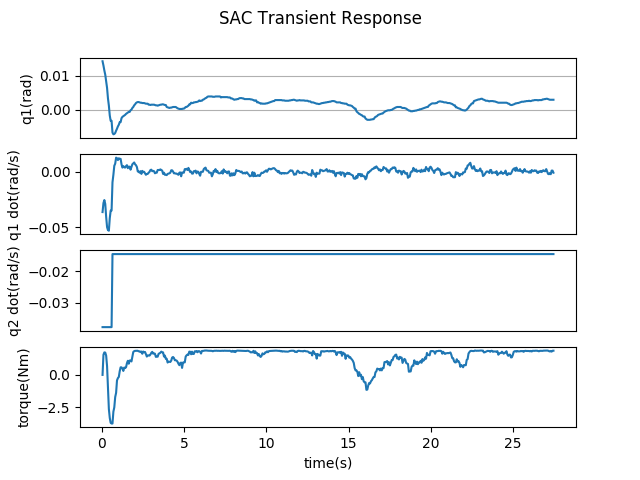 SAC Transient Response
q1(rad)
0.01
0.00
q1 dot(rad/s)
0.00
−0.05
q2 dot(rad/s)
−0.02
−0.03
torque(Nm)
0.0
−2.5
0 5 10 15 20 25
time(s)